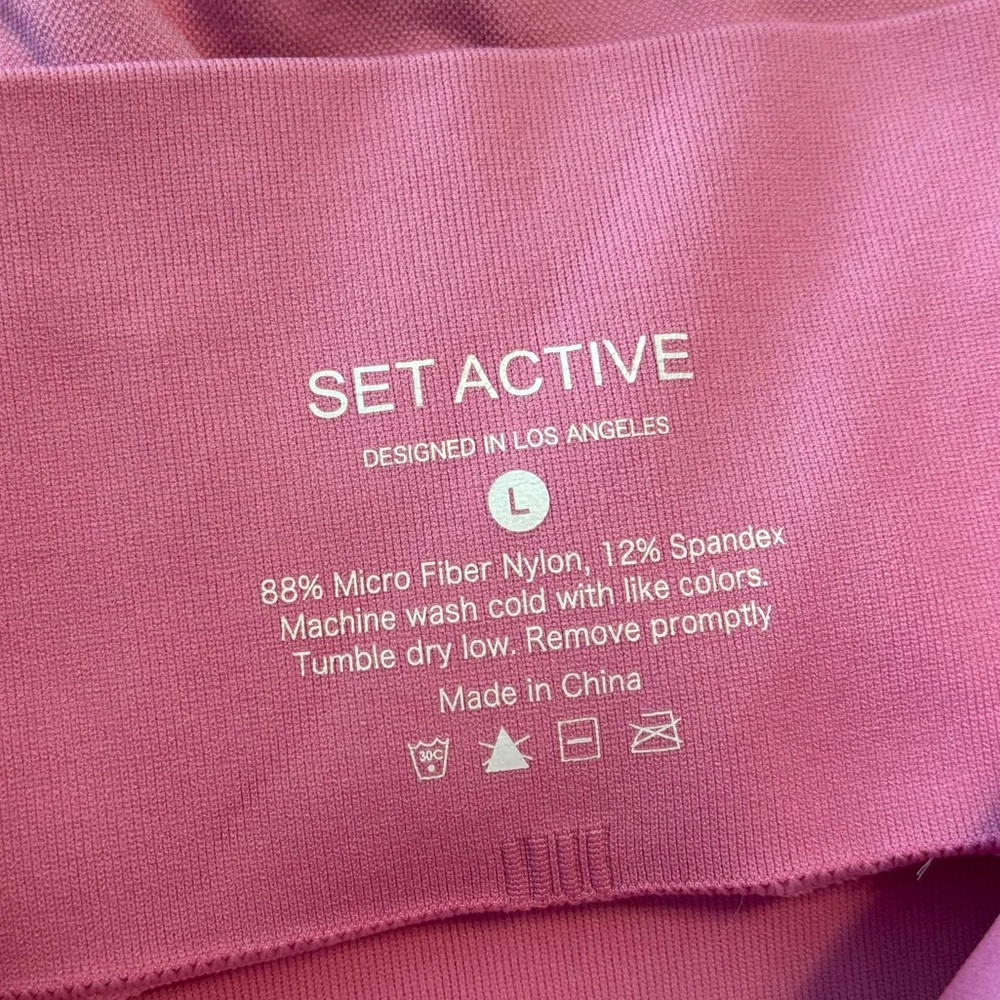 SET ACTIVE
DESIGNED IN LOS ANGELES
L
88% Micro Fiber Nylon, 12% Spandex
Machine wash cold with like colors.
Tumble dry low. Remove promptly
Made in China
30C